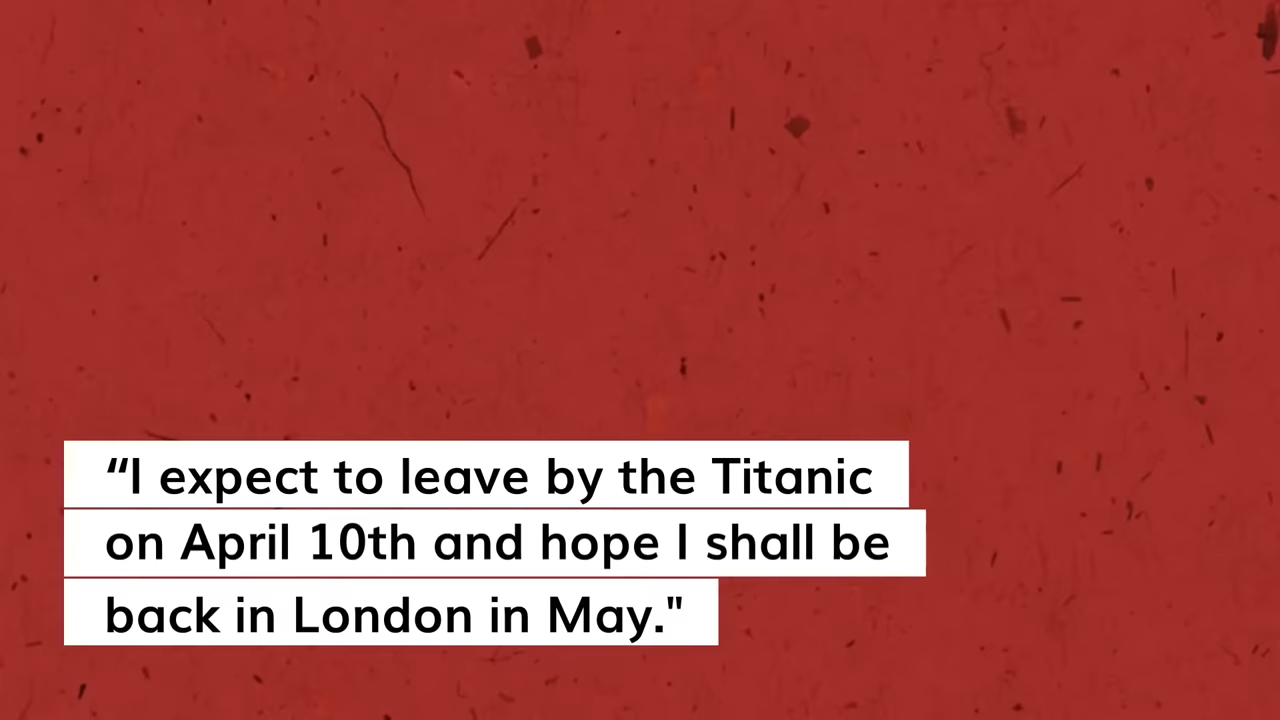 “I expect to leave by the Titanic
on April 10th and hope I shall be
back in London in May."